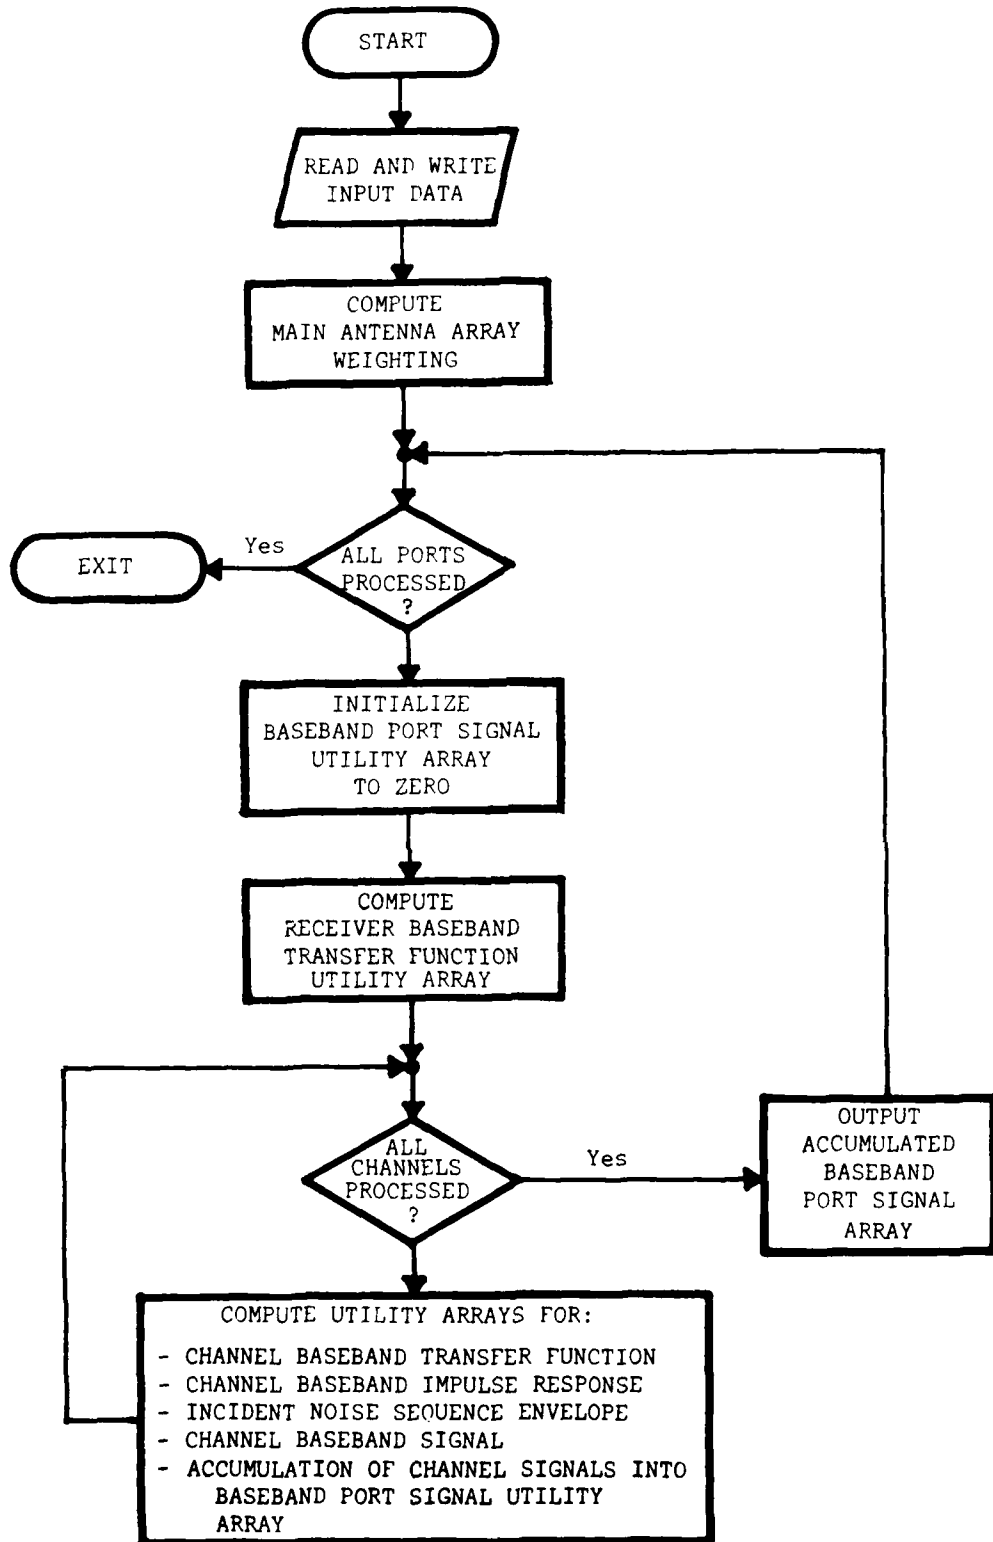 START
READ AND WRITE
INPUT DATA
COMPUTE
MAIN ANTENNA ARRAY
WEIGHTING
Yes
EXIT
ALL PORTS
PROCESSED
?
INITIALIZE
BASEBAND PORT SIGNAL
UTILITY ARRAY
TO ZERO
COMPUTE
RECEIVER BASEBAND
TRANSFER FUNCTION
UTILITY ARRAY
ALL
CHANNELS
PROCESSED
?
Yes
OUTPUT
ACCUMULATED
BASEBAND
PORT SIGNAL
ARRAY
COMPUTE UTILITY ARRAYS FOR:
- CHANNEL BASEBAND TRANSFER FUNCTION
- CHANNEL BASEBAND IMPULSE RESPONSE
- INCIDENT NOISE SEQUENCE ENVELOPE
- CHANNEL BASEBAND SIGNAL
- ACCUMULATION OF CHANNEL SIGNALS INTO
BASEBAND PORT SIGNAL UTILITY
ARRAY